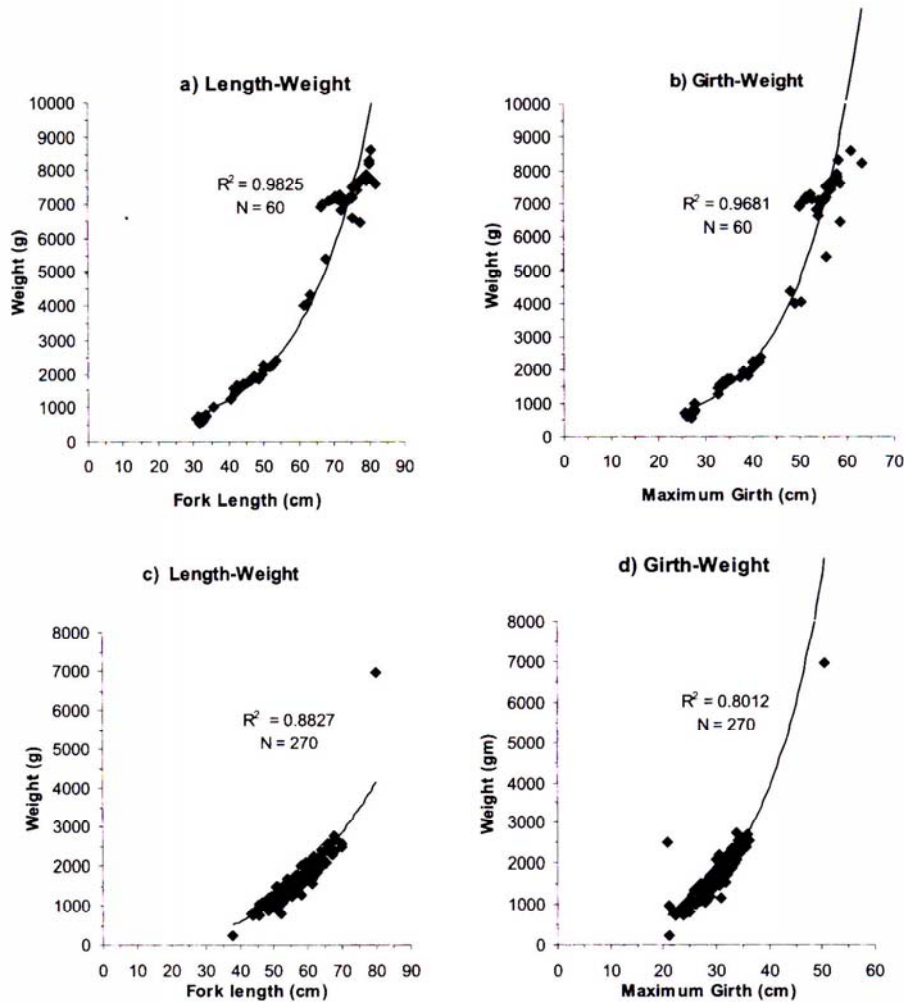 a) Length-Weight
10000
9000
8000
7000
6000
5000
4000
3000
2000
1000
0
Weight (g)
R² = 0.9825
N = 60
0 10 20 30 40 50 60 70 80 90
Fork Length (cm)
b) Girth-Weight
10000
9000
8000
7000
6000
5000
4000
3000
2000
1000
0
Weight (g)
R² = 0.9681
N = 60
0 10 20 30 40 50 60 70
Maximum Girth (cm)
c) Length-Weight
8000
7000
6000
5000
4000
3000
2000
1000
0
Weight (g)
R² = 0.8827
N = 270
0 10 20 30 40 50 60 70 80 90
Fork length (cm)
d) Girth-Weight
8000
7000
6000
5000
4000
3000
2000
1000
0
Weight (gm)
R² = 0.8012
N = 270
0 10 20 30 40 50 60
Maximum Girth (cm)